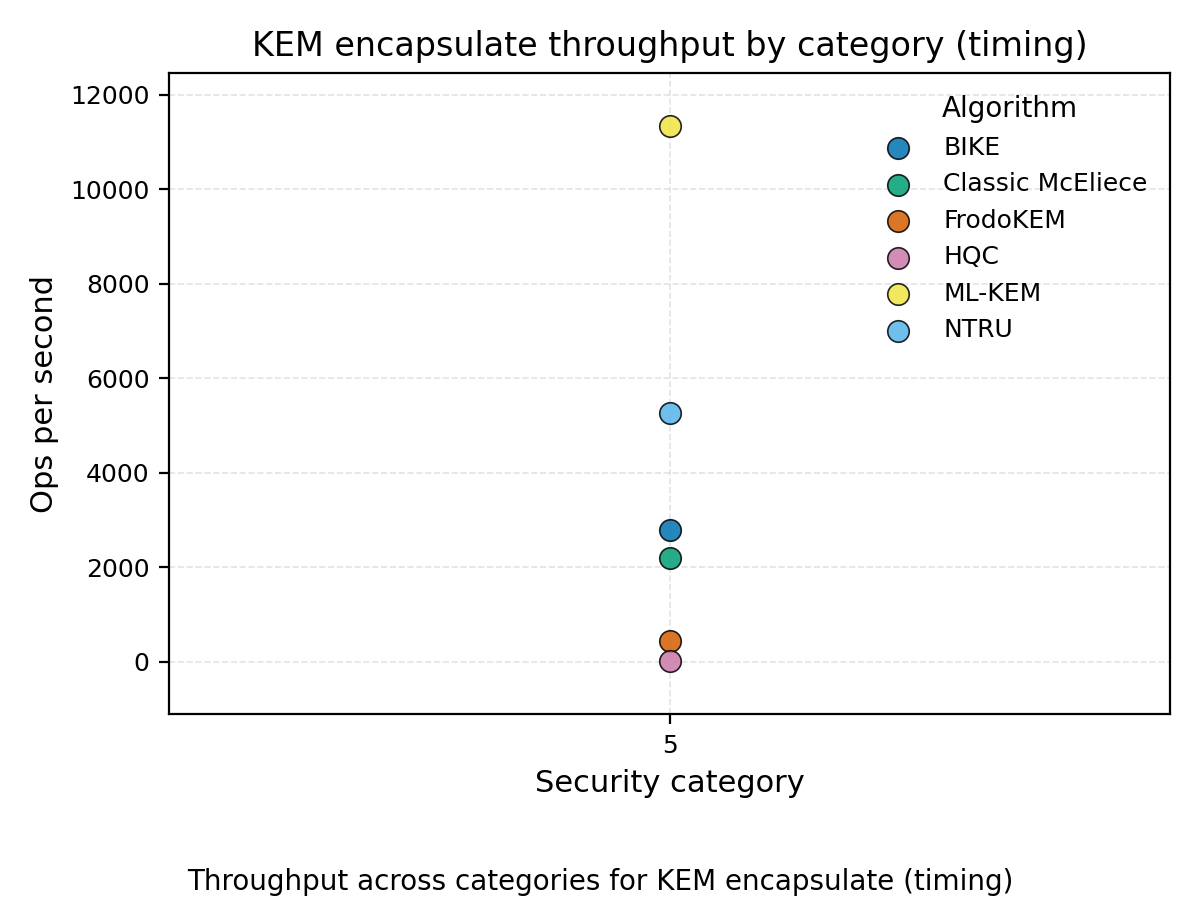 KEM encapsulate throughput by category (timing)
Ops per second
12000
10000
8000
6000
4000
2000
0
Algorithm
BIKE
Classic McEliece
FrodoKEM
HQC
ML-KEM
NTRU
5
Security category
Throughput across categories for KEM encapsulate (timing)